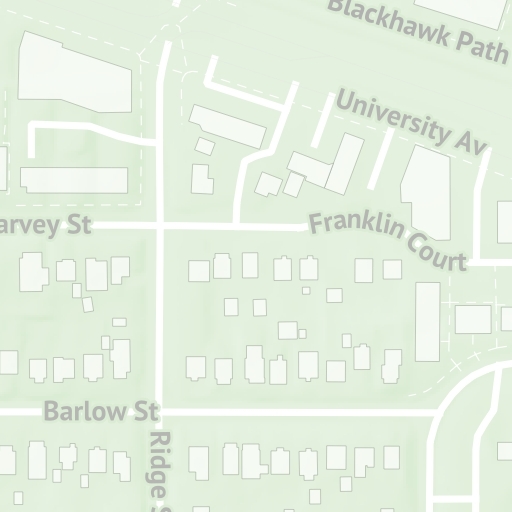 Blackhawk Path
University Av
arvey St
Franklin Court
Barlow St
Ridge S